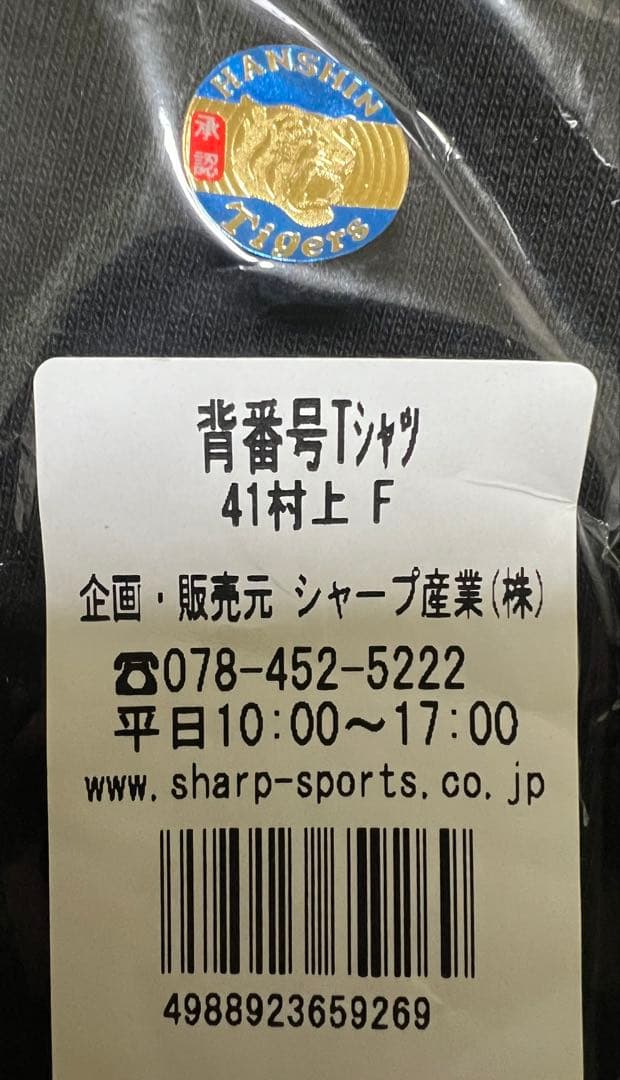 HANSHIN
承認
Tigers
背番号Tシャツ
41村上 F
企画・販売元 シャープ産業(株)
☎078-452-5222
平日10:00～17:00
www.sharp-sports.co.jp
4988923659269